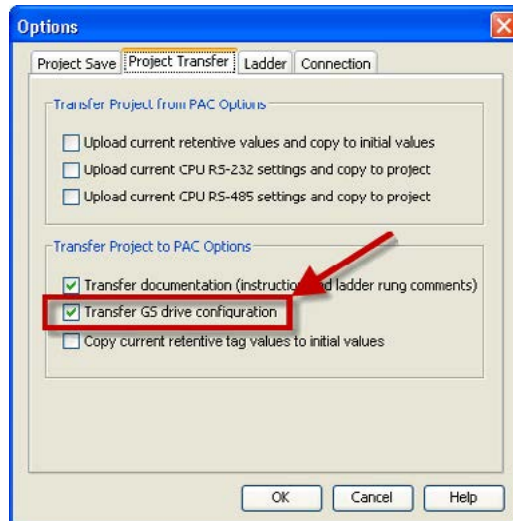 Options
Project Save Project Transfer Ladder Connection
Transfer Project from PAC Options
Upload current retentive values and copy to initial values
Upload current CPU RS-232 settings and copy to project
Upload current CPU RS-485 settings and copy to project
Transfer Project to PAC Options
Transfer documentation (instruction ladder rung comments)
Transfer GS drive configuration
Copy current retentive tag values to initial values
OK Cancel Help